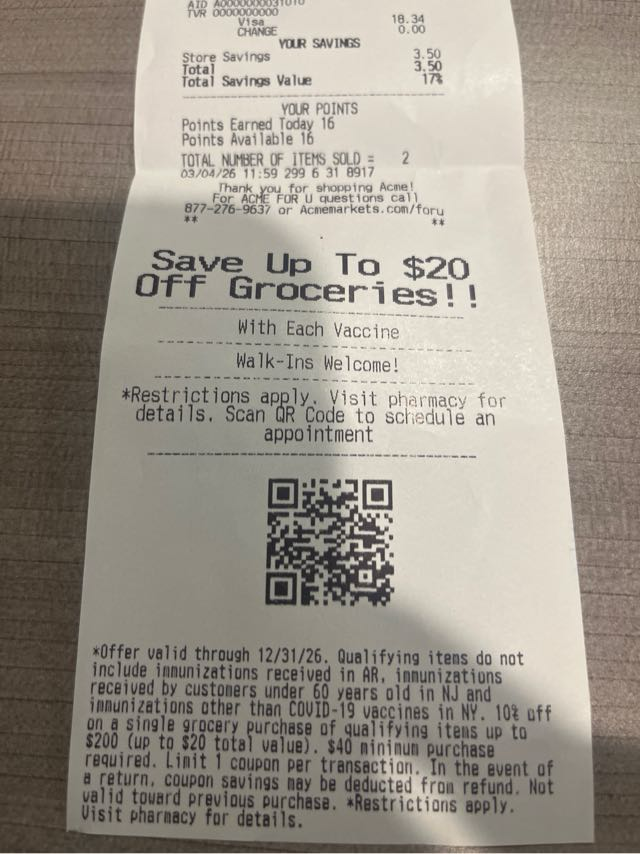 AID A0000000031010
TVR 0000000000
Visa 18.34
CHANGE 0.00
YOUR SAVINGS
Store Savings 3.50
Total 3.50
Total Savings Value 17%
YOUR POINTS
Points Earned Today 16
Points Available 16
TOTAL NUMBER OF ITEMS SOLD = 2
03/04/26 11:59 299 6 31 8917
Thank you for shopping Acme!
For ACME FOR U questions call
877-276-9637 or Acmemarkets.com/foru
** **
Save Up To $20
Off Groceries!!
With Each Vaccine
Walk-Ins Welcome!
*Restrictions apply. Visit pharmacy for
details. Scan QR Code to schedule an
appointment
*Offer valid through 12/31/26. Qualifying items do not
include immunizations received in AR, immunizations
received by customers under 60 years old in NJ and
immunizations other than COVID-19 vaccines in NY. 10% off
on a single grocery purchase of qualifying items up to
$200 (up to $20 total value). $40 minimum purchase
required. Limit 1 coupon per transaction. In the event of
a return, coupon savings may be deducted from refund. Not
valid toward previous purchase. *Restrictions apply.
Visit pharmacy for details.